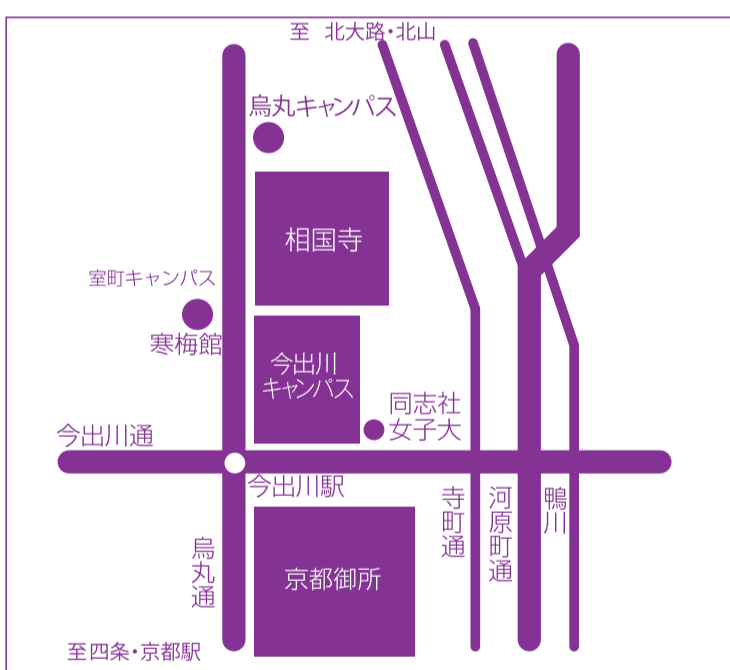 至 北大路・北山
烏丸キャンパス
相国寺
室町キャンパス
寒梅館
今出川
キャンパス
同志社
女子大
今出川通
今出川駅
寺町通
河原町通
鴨川
烏丸通
京都御所
至四条・京都駅